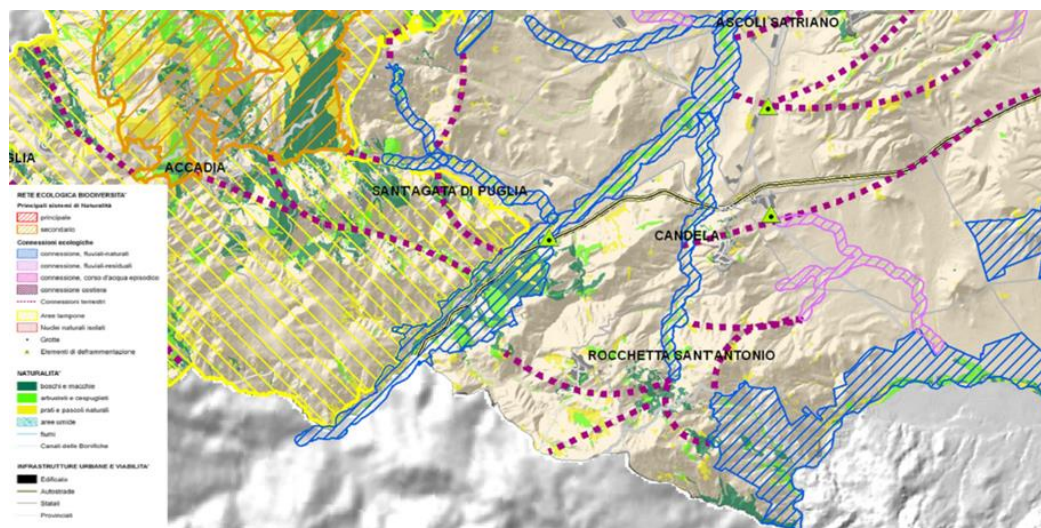 ASCOLI SATRIANO
GLIA
ACCADIA
SANT'AGATA DI PUGLIA
CANDELA
ROCCHETTA SANT'ANTONIO
RETE ECOLOGICA BIODIVERSITA'
Principali sistemi di Naturalità
principale
secondario
Connessioni ecologiche
connessione, fluviali-naturali
connessione, fluviali-residuali
connessione, corso d'acqua episodico
connessione costiera
Connessioni terrestri
Aree tampone
Nuclei naturali isolati
Grotte
Elementi di deframmentazione
NATURALITA'
boschi e macchie
arbusteti e cespuglieti
prati e pascoli naturali
aree umide
fiumi
Canali delle Bonifiche
INFRASTRUTTURE URBANE E VIABILITA'
Edificato
Autostrade
Statali
Provinciali